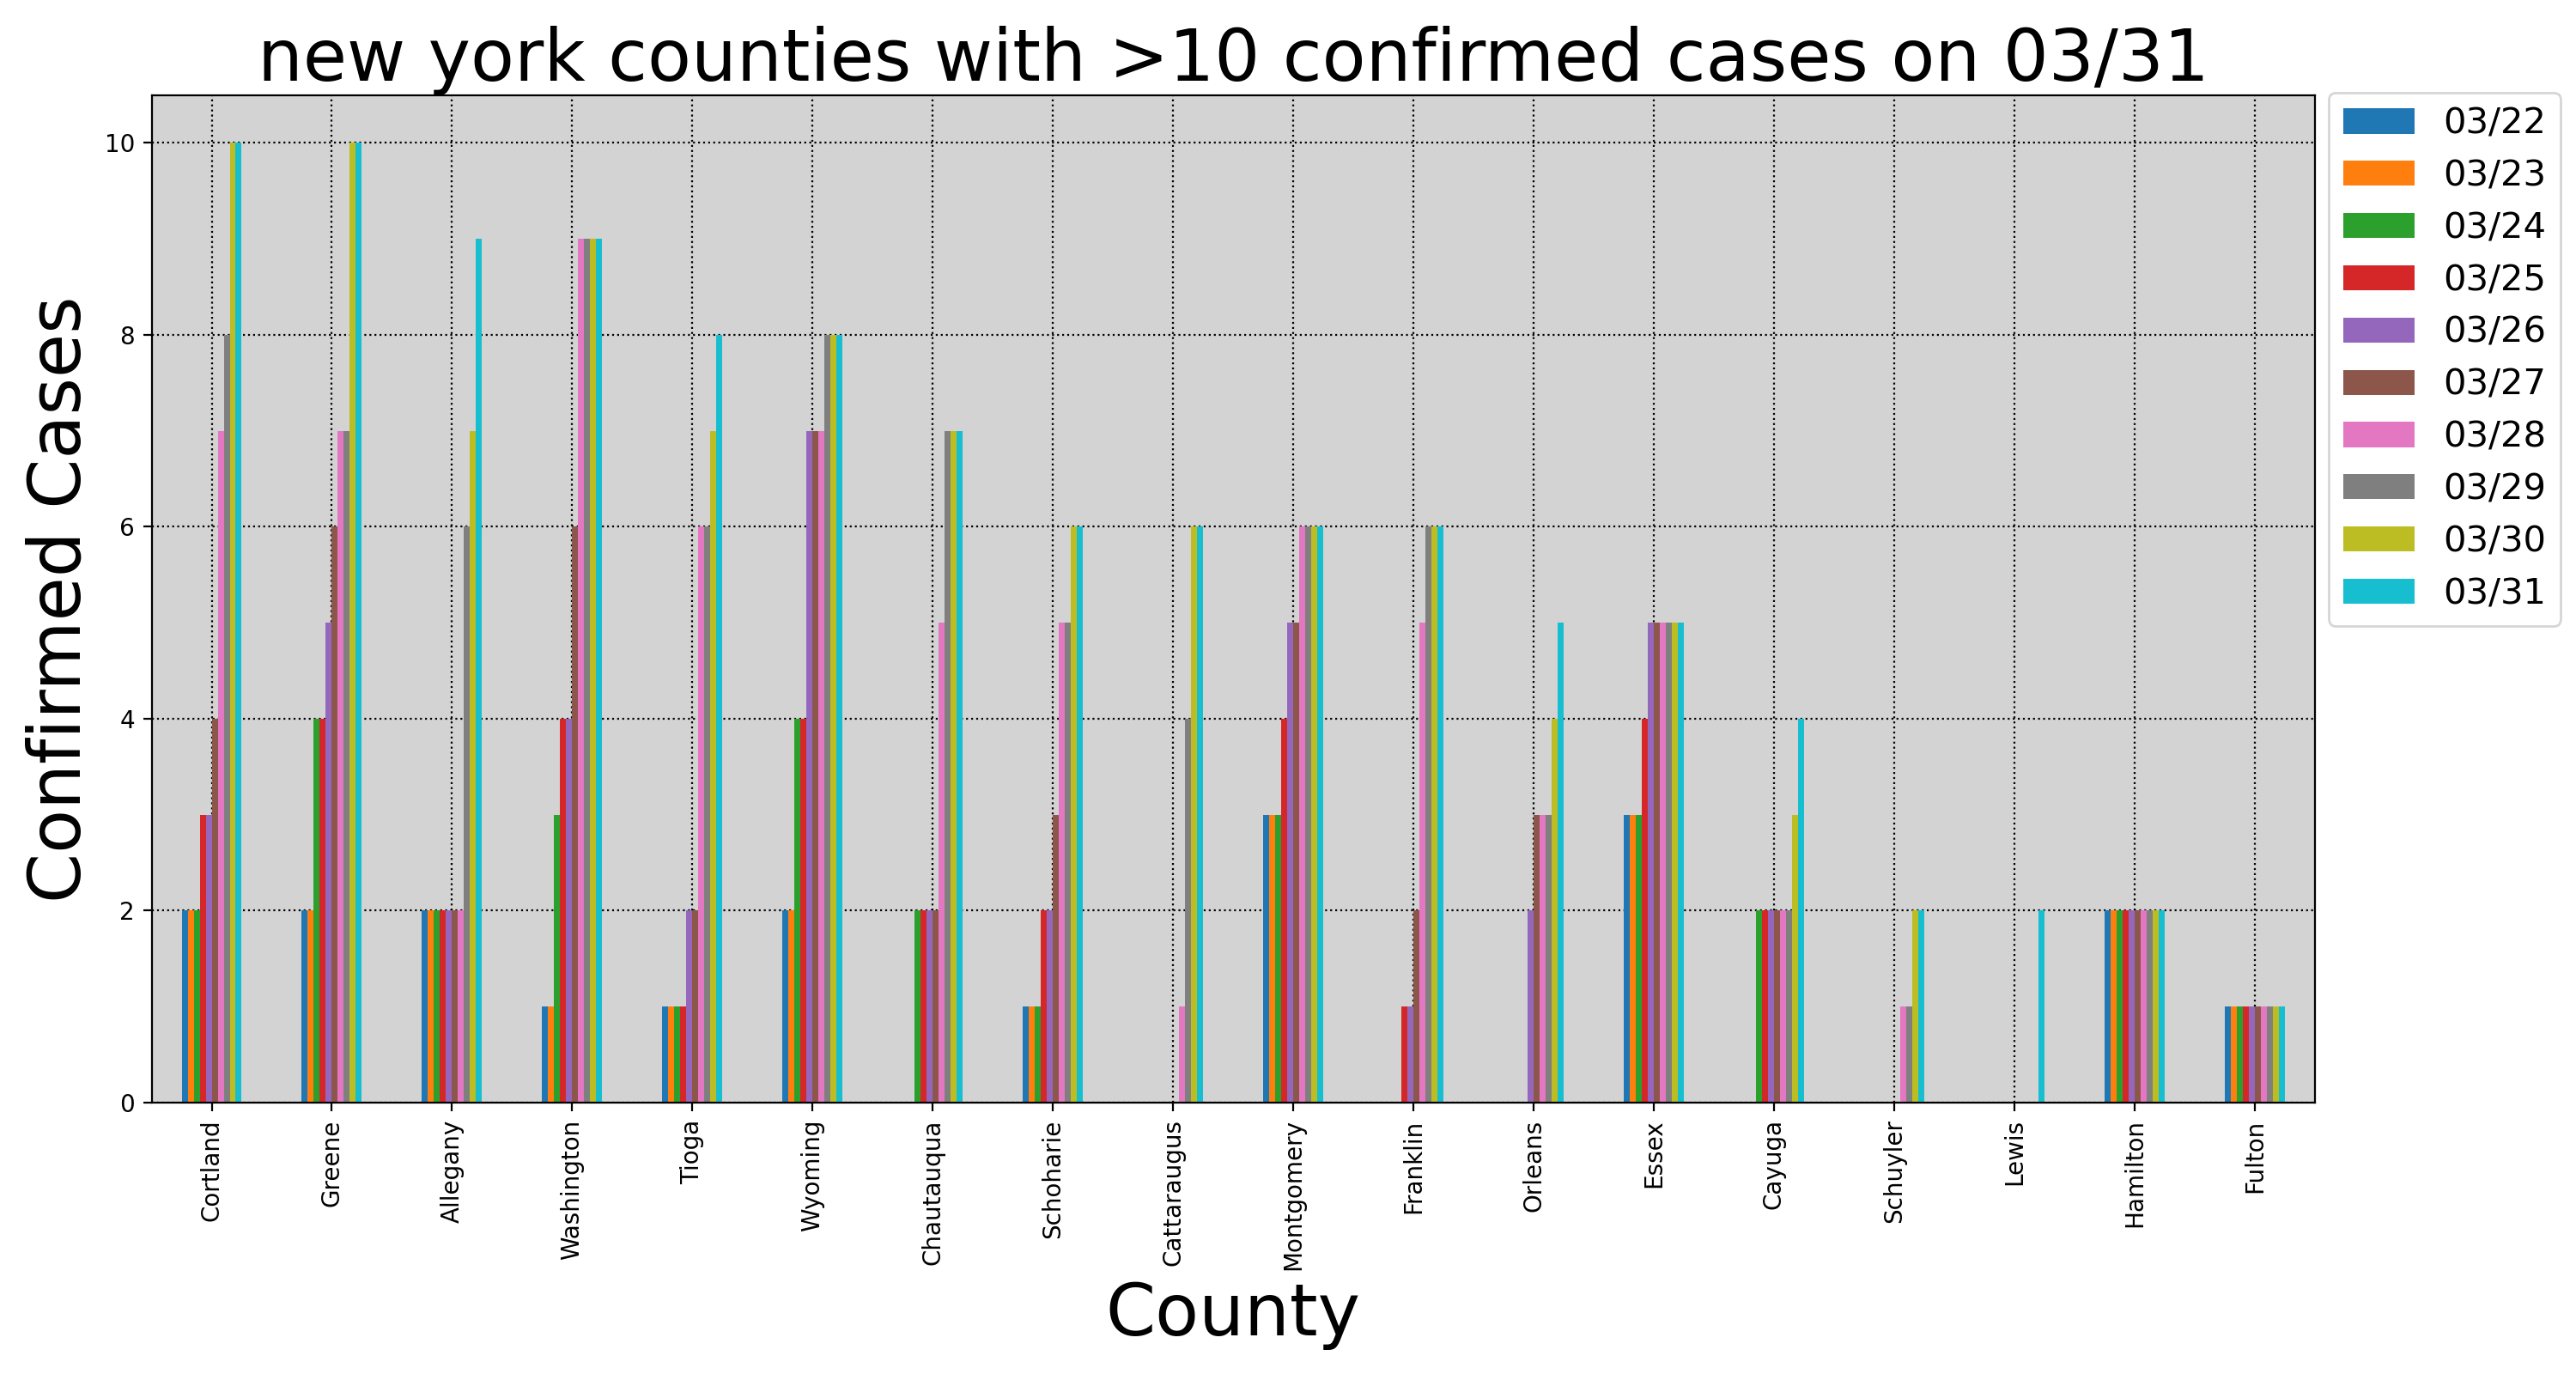 new york counties with >10 confirmed cases on 03/31
Confirmed Cases
10
8
6
4
2
0
03/22
03/23
03/24
03/25
03/26
03/27
03/28
03/29
03/30
03/31
Cortland
Greene
Allegany
Washington
Tioga
Wyoming
Chautauqua
Schoharie
Cattaraugus
Montgomery
Franklin
Orleans
Essex
Cayuga
Schuyler
Lewis
Hamilton
Fulton
County